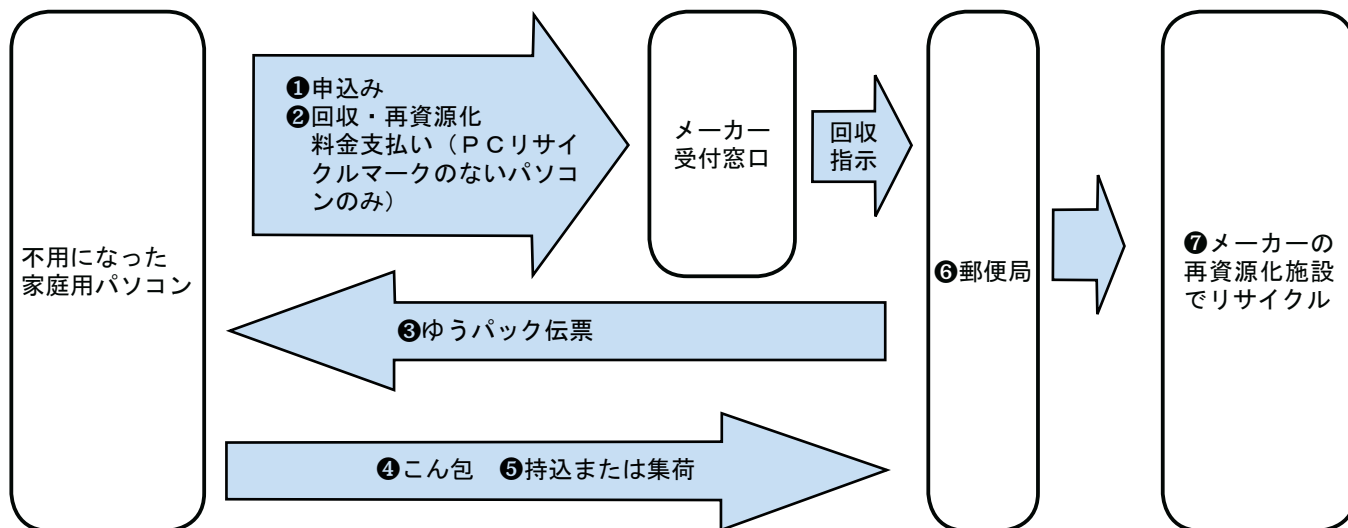 不用になった
家庭用パソコン
❶申込み
❷回収・再資源化
料金支払い（ＰＣリサイ
クルマークのないパソコ
ンのみ）
メーカー
受付窓口
回収
指示
❸ゆうパック伝票
❹こん包　❺持込または集荷
❻郵便局
❼メーカーの
再資源化施設
でリサイクル